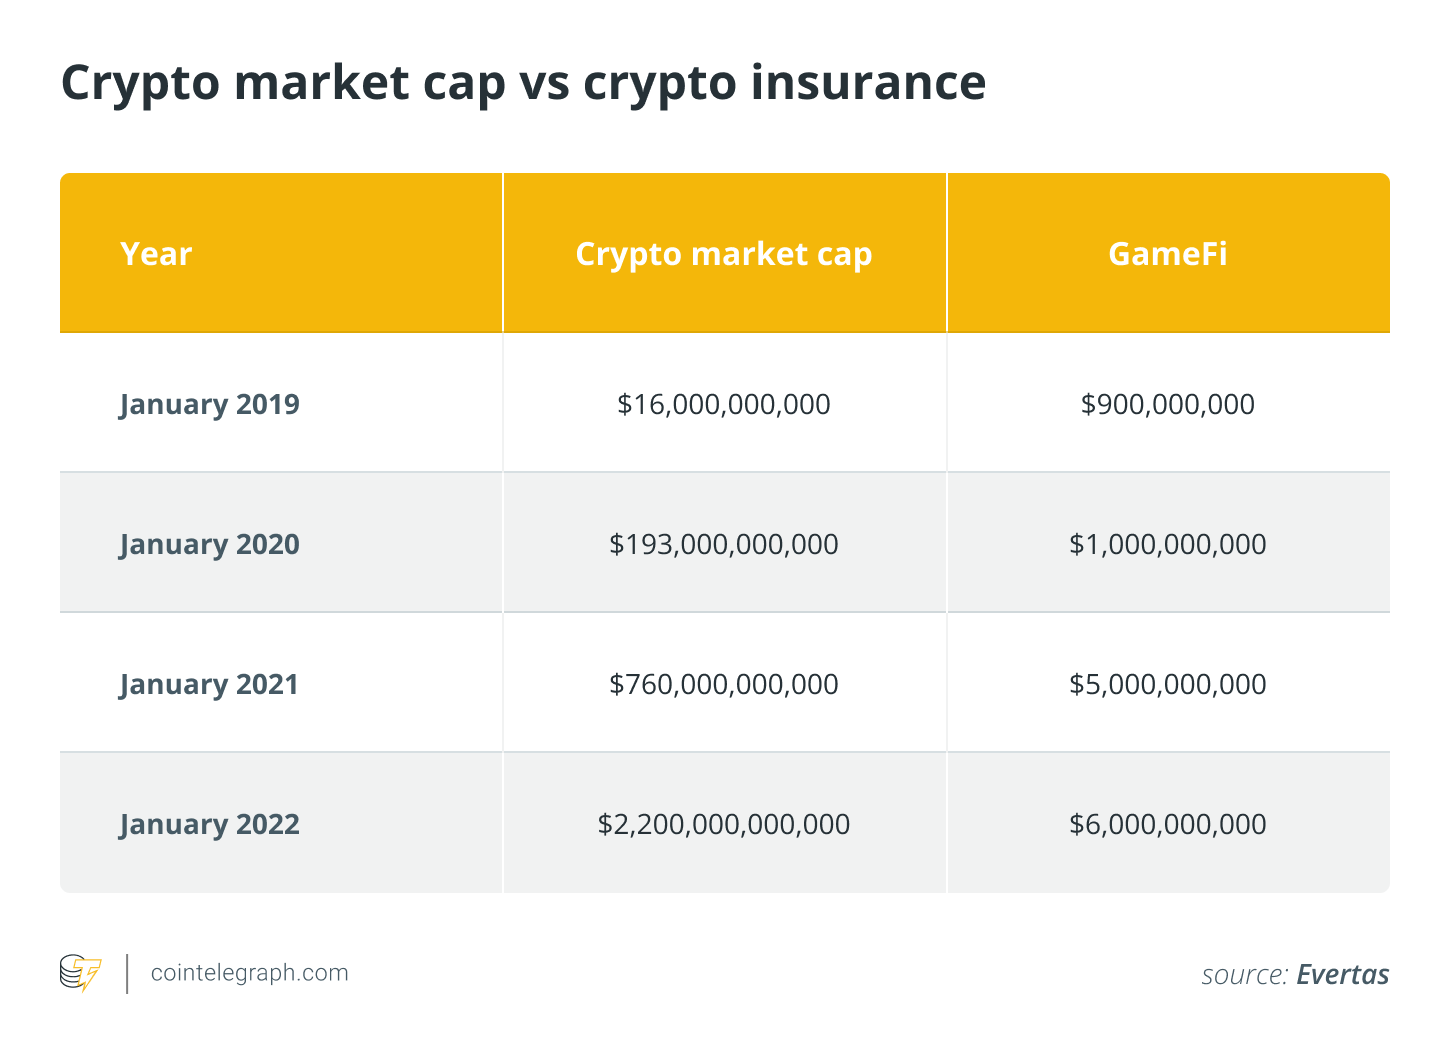 Crypto market cap vs crypto insurance
Year Crypto market cap GameFi
January 2019 $16,000,000,000 $900,000,000
January 2020 $193,000,000,000 $1,000,000,000
January 2021 $760,000,000,000 $5,000,000,000
January 2022 $2,200,000,000,000 $6,000,000,000
cointelegraph.com source: Evertas